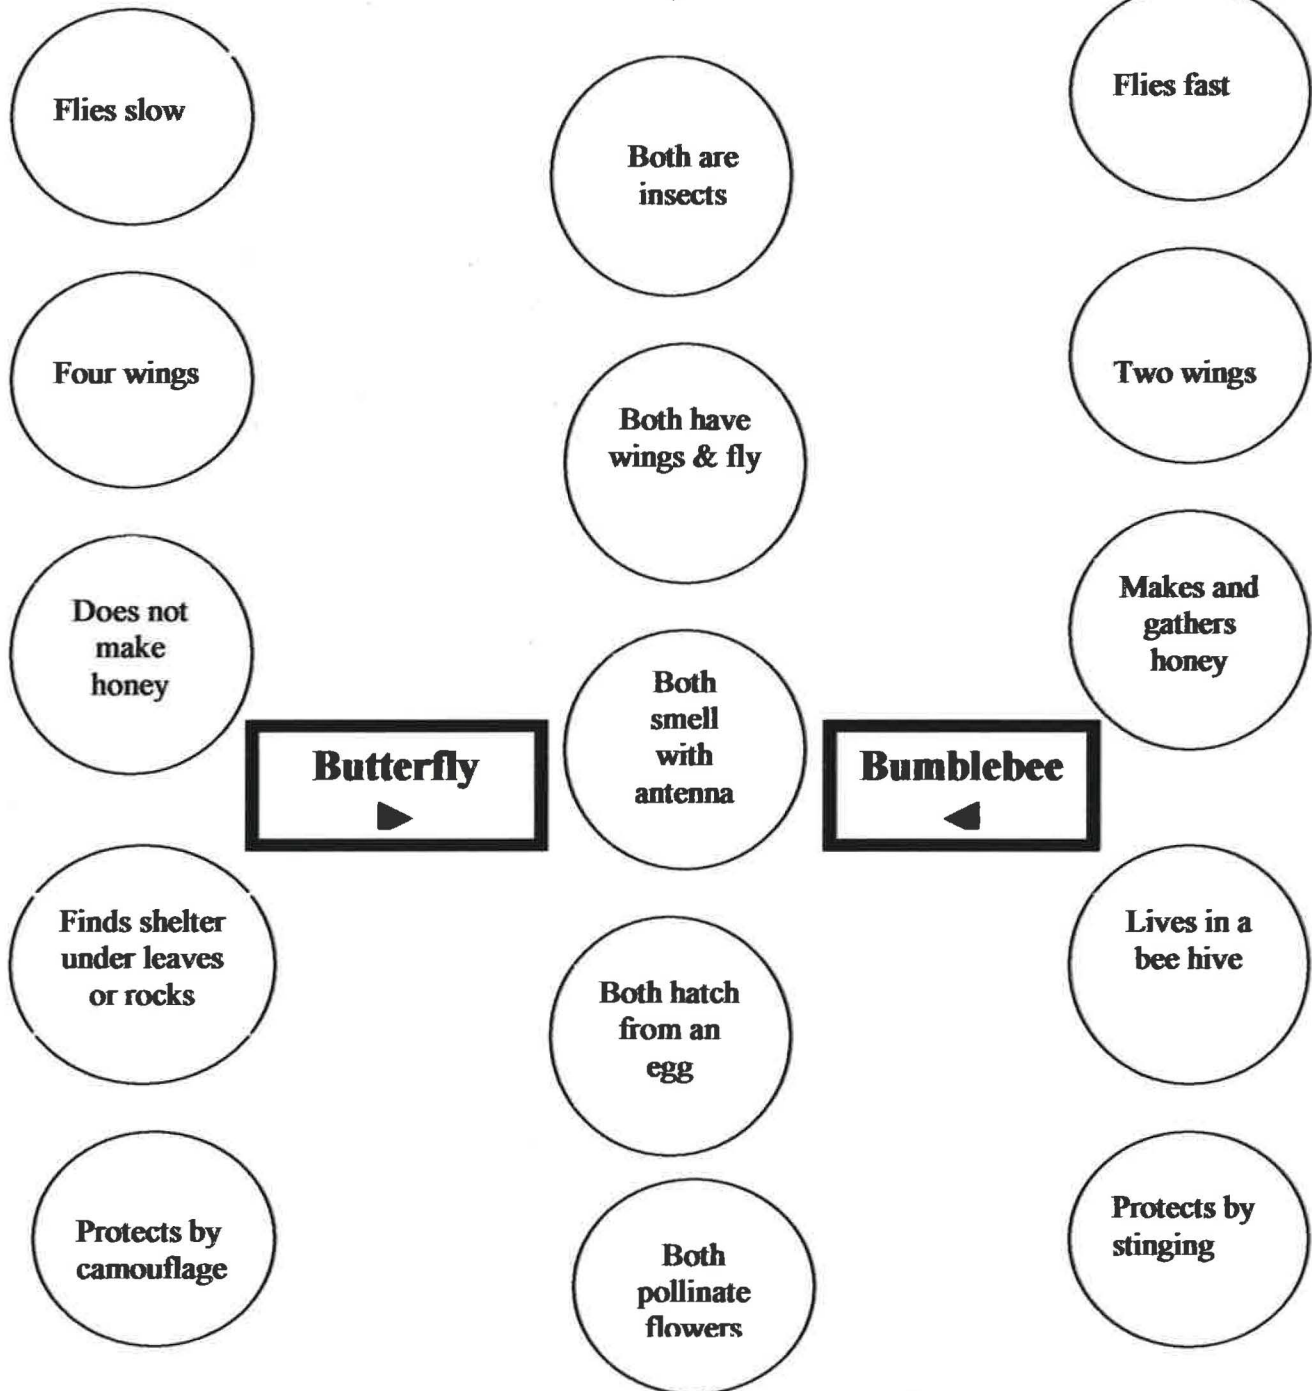 Flies slow
Flies fast
Both are
insects
Four wings
Two wings
Both have
wings & fly
Does not
make
honey
Makes and
gathers
honey
Both
smell
with
antenna
Butterfly
Bumblebee
Finds shelter
under leaves
or rocks
Lives in a
bee hive
Both hatch
from an
egg
Protects by
camouflage
Protects by
stinging
Both
pollinate
flowers